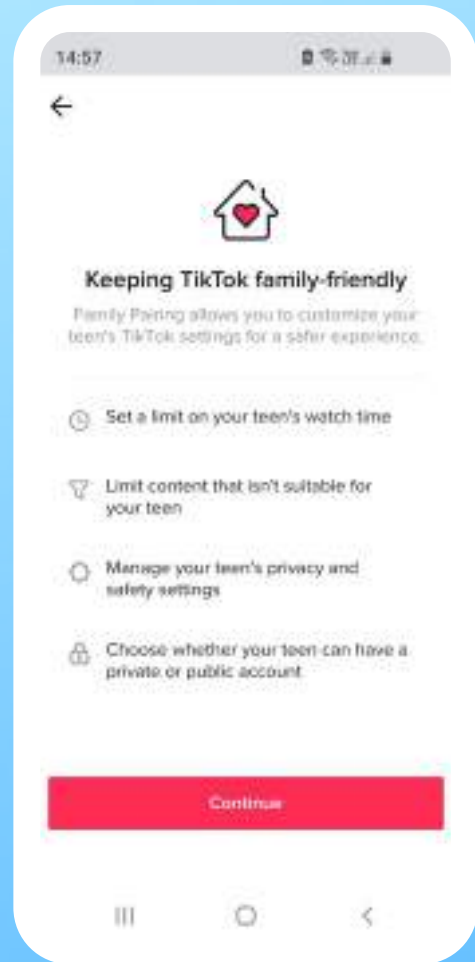 14:57
Keeping TikTok family-friendly
Family Pairing allows you to customize your
teen's TikTok settings for a safer experience.
Set a limit on your teen's watch time
Limit content that isn't suitable for
your teen
Manage your teen's privacy and
safety settings
Choose whether your teen can have a
private or public account
Continue